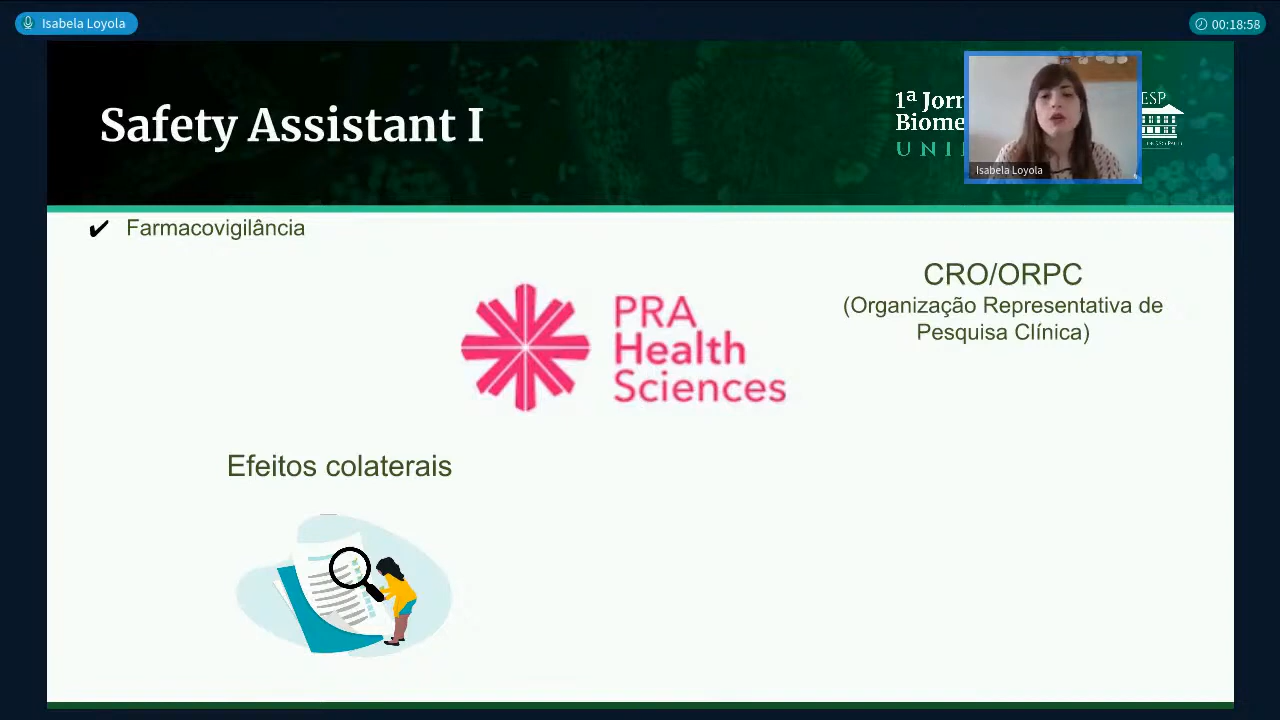 Isabela Loyola
00:18:58
Safety Assistant I
1ª Jorn
Biome
UNI
ESP
Isabela Loyola
✔ Farmacovigilância
CRO/ORPC
(Organização Representativa de
Pesquisa Clínica)
PRA
Health
Sciences
Efeitos colaterais